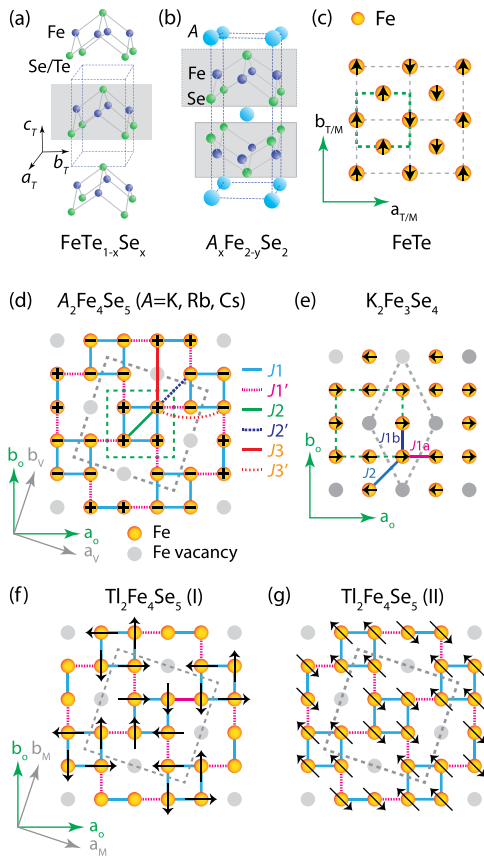 (a)
Fe
Se/Te
c_T
b_T
a_T
FeTe₁₋ₓSeₓ
(b)
A
Fe
Se
AₓFe₂₋ᵧSe₂
(c)
Fe
b_T/M
a_T/M
FeTe
(d) A₂Fe₄Se₅ (A=K, Rb, Cs)
J1
J1'
J2
J2'
J3
J3'
b_o b_V
a_o
a_V
Fe
Fe vacancy
(e) K₂Fe₃Se₄
J1b
J1a
J2
b_o
a_o
(f) Tl₂Fe₄Se₅ (I)
b_o b_M
a_o
a_M
(g) Tl₂Fe₄Se₅ (II)